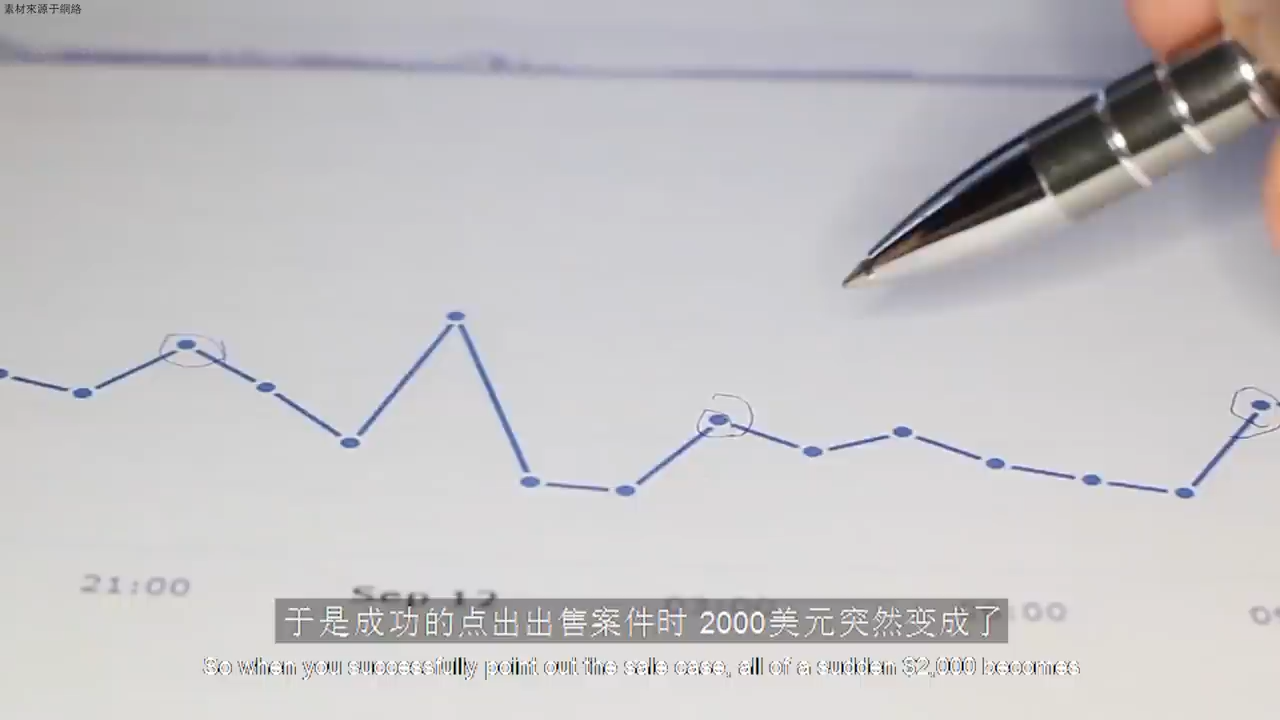 素材來源于網絡
21:00
Sep 12
于是成功的点出出售案件时 2000美元突然变成了
So when you successfully point out the sale case, all of a sudden $2,000 becomes